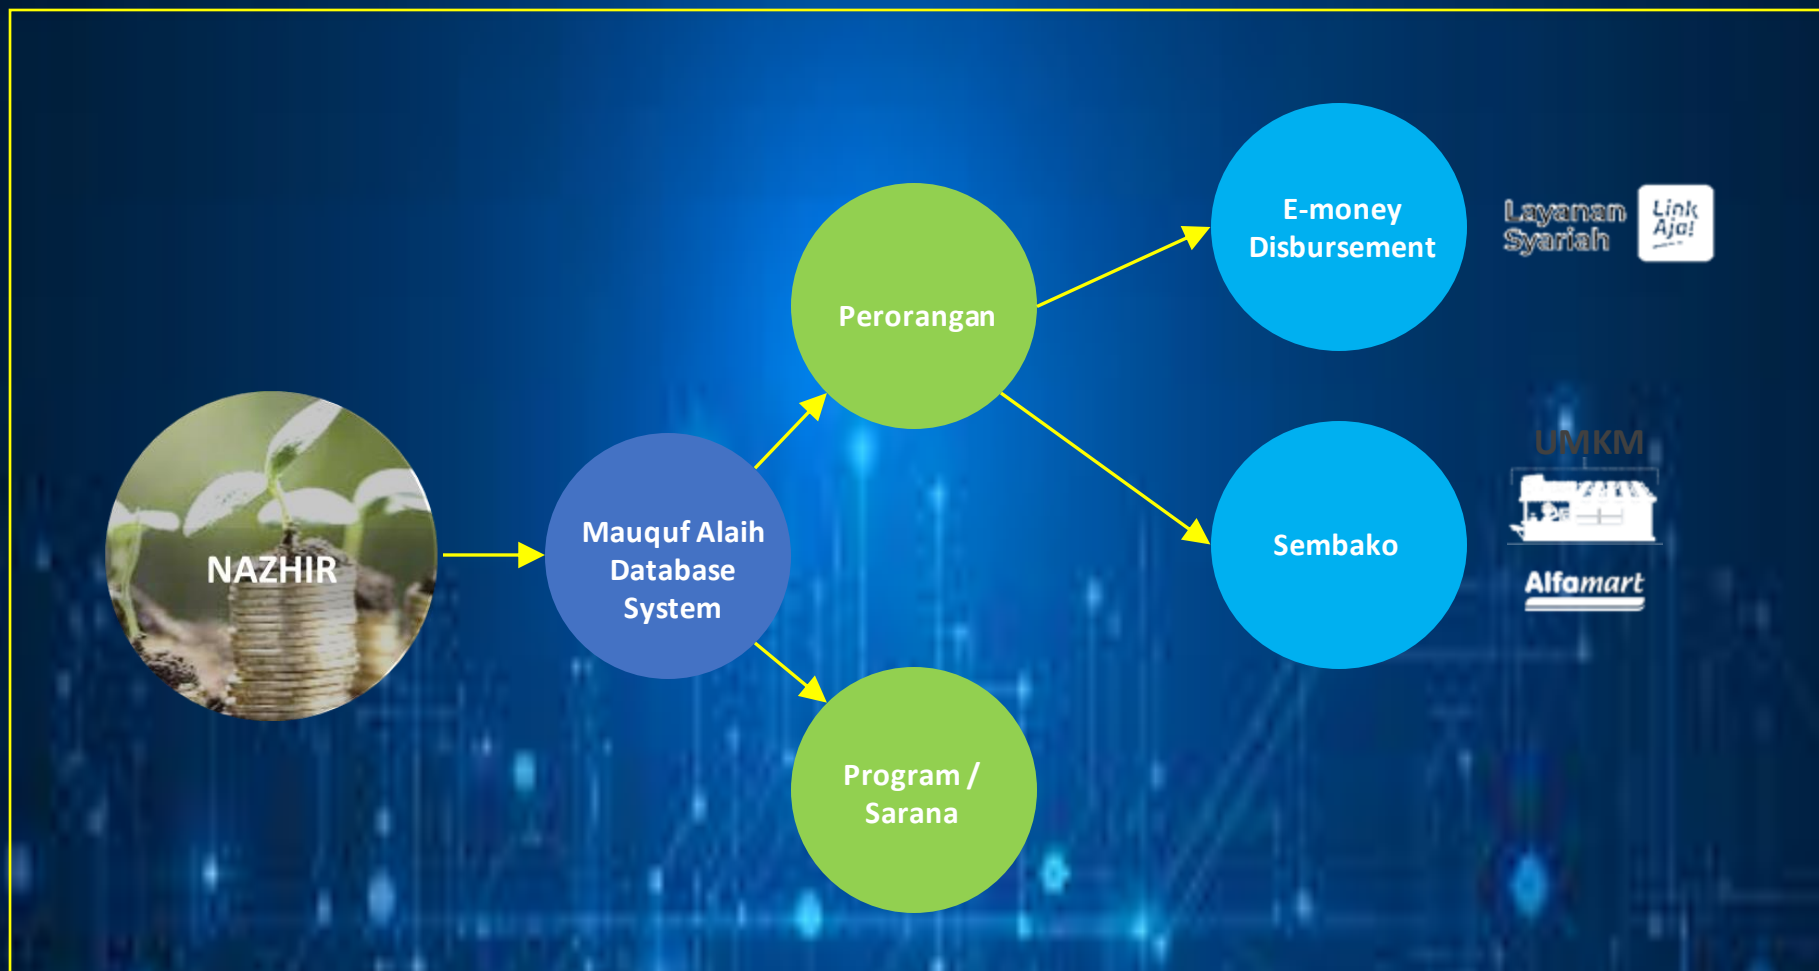 E-money
Disbursement
Layanan
Syariah
Link
Aja!
Perorangan
UMKM
NAZHIR
Mauquf Alaih
Database
System
Sembako
Alfamart
Program /
Sarana